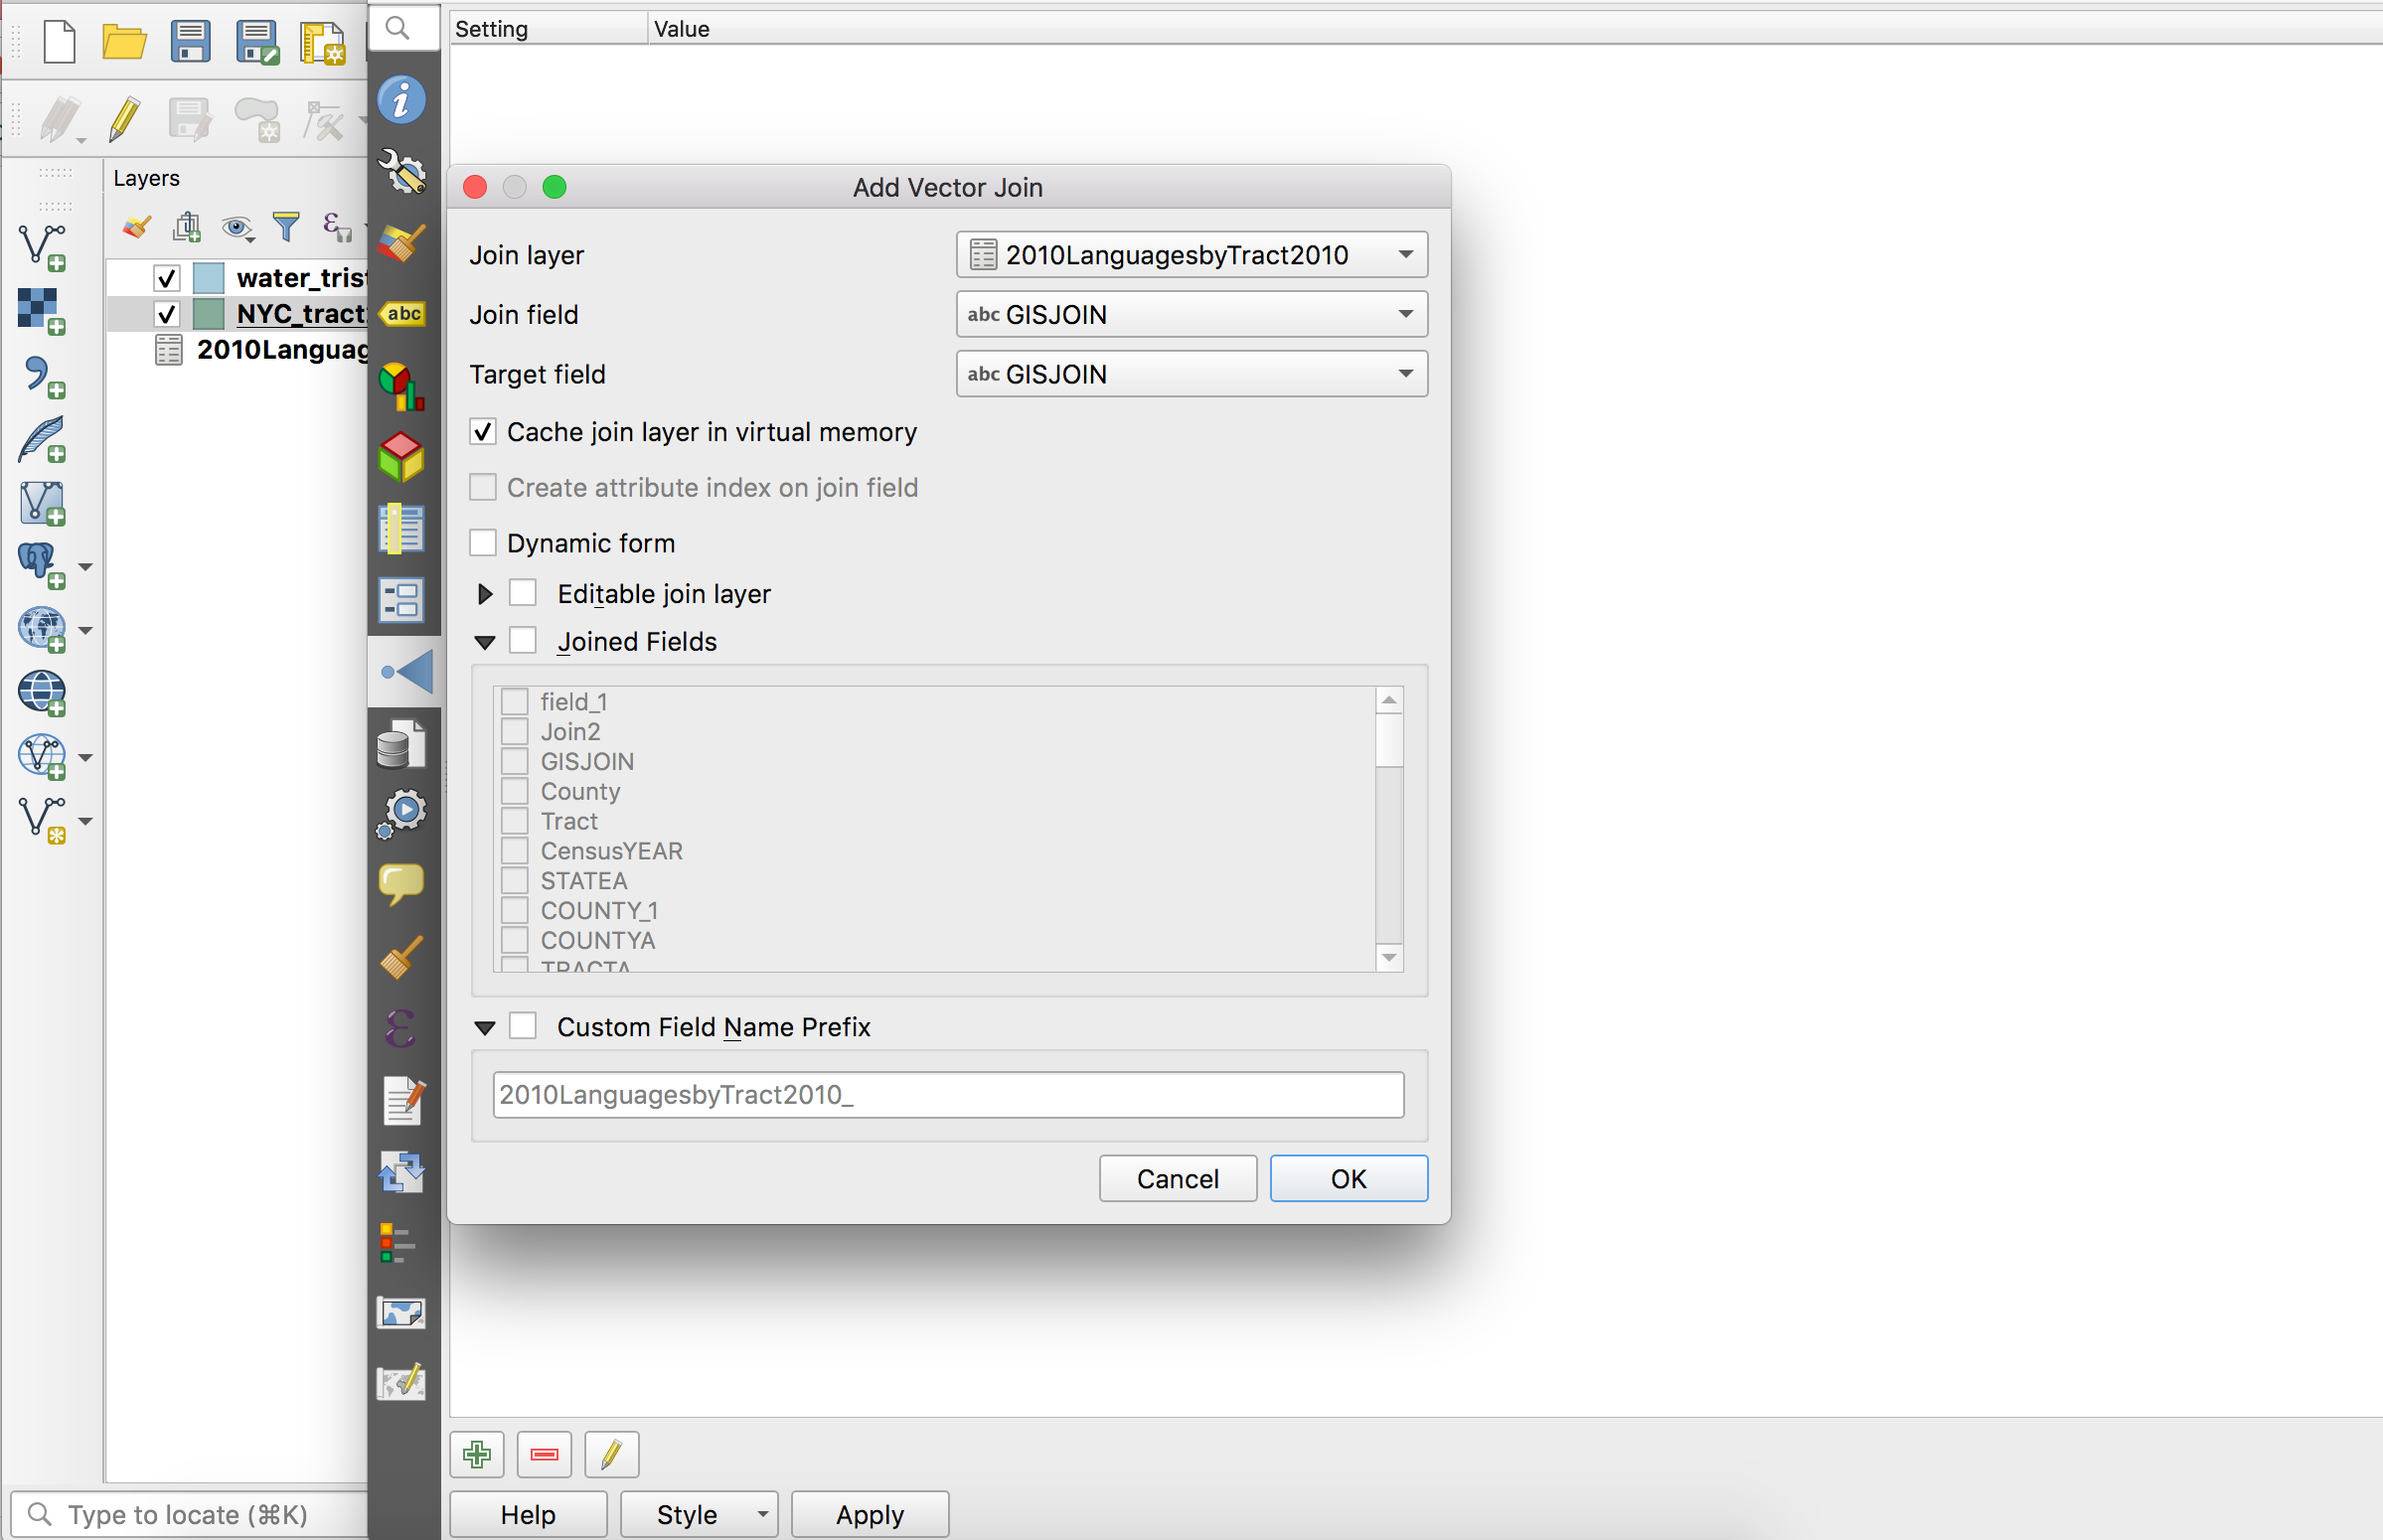 Setting Value
Layers
water_trist
NYC_tract
2010Languag
abc
Add Vector Join
Join layer 2010LanguagesbyTract2010
Join field abc GISJOIN
Target field abc GISJOIN
Cache join layer in virtual memory
Create attribute index on join field
Dynamic form
Editable join layer
Joined Fields
field_1
Join2
GISJOIN
County
Tract
CensusYEAR
STATEA
COUNTY_1
COUNTYA
TRACTA
Custom Field Name Prefix
2010LanguagesbyTract2010_
Cancel OK
Type to locate (⌘K)
Help Style Apply